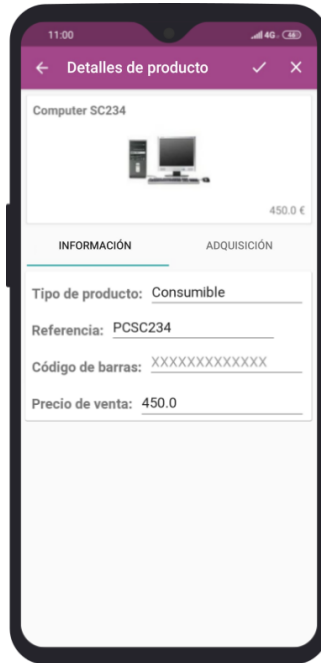 11:00
4G 66
Detalles de producto
Computer SC234
450.0 €
INFORMACIÓN ADQUISICIÓN
Tipo de producto: Consumible
Referencia: PCSC234
Código de barras: XXXXXXXXXXXXX
Precio de venta: 450.0